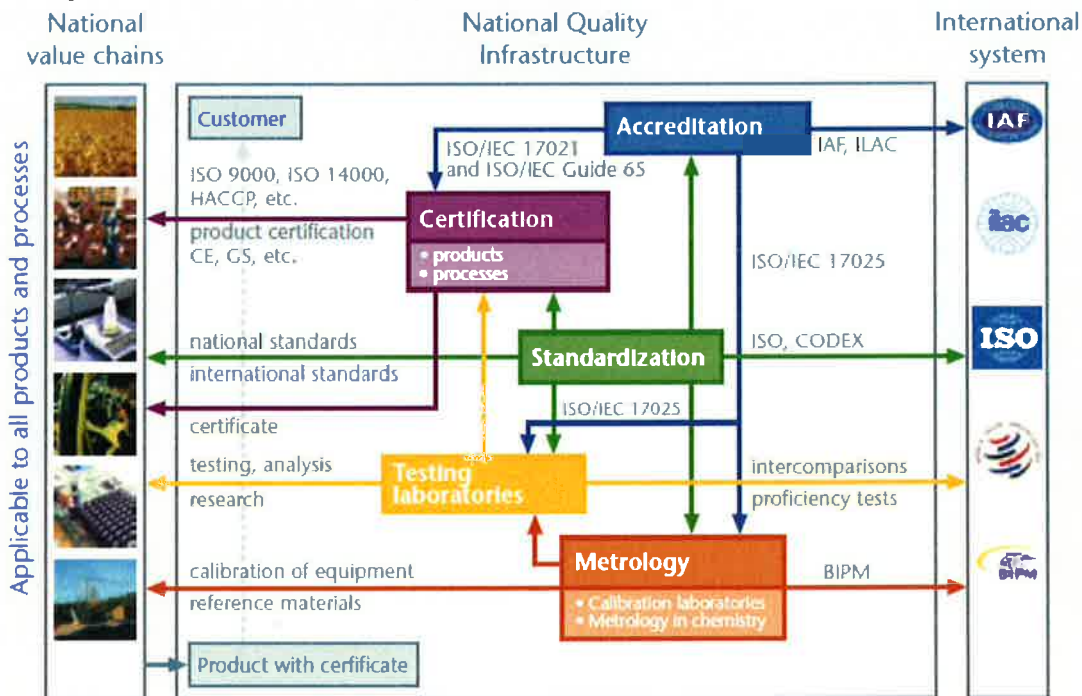 National
value chains
National Quality
Infrastructure
International
system
Applicable to all products and processes
Customer
Accreditation
IAF, ILAC
IAF
ISO/IEC 17021
and ISO/IEC Guide 65
ISO 9000, ISO 14000,
HACCP, etc.
product certification
CE, GS, etc.
Certification
• products
• processes
ilac
ISO/IEC 17025
national standards
international standards
Standardization
ISO, CODEX
ISO
ISO/IEC 17025
certificate
testing, analysis
research
Testing
laboratories
intercomparisons
proficiency tests
calibration of equipment
reference materials
Metrology
• Calibration laboratories
• Metrology in chemistry
BIPM
BIPM
Product with cerfificate